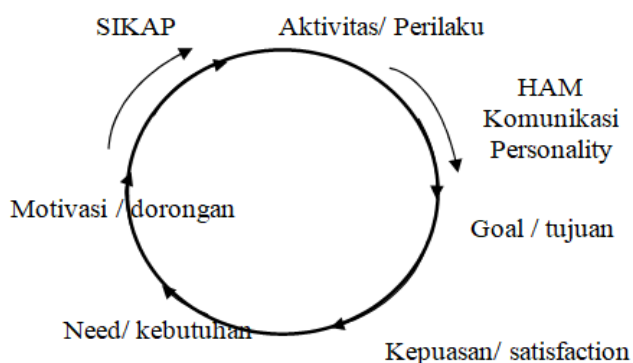 SIKAP
Aktivitas/ Perilaku
HAM
Komunikasi
Personality
Motivasi / dorongan
Goal / tujuan
Need/ kebutuhan
Kepuasan/ satisfaction